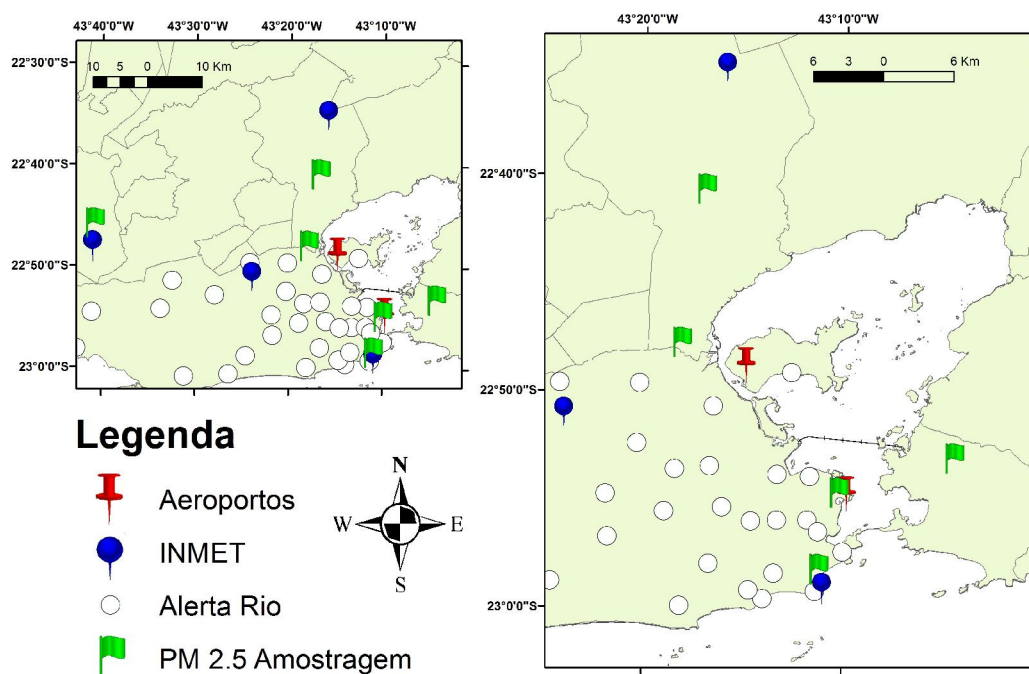 43°40'0"W 43°30'0"W 43°20'0"W 43°10'0"W
22°30'0"S
22°40'0"S
22°50'0"S
23°0'0"S
10 5 0 10 Km
43°20'0"W 43°10'0"W
22°40'0"S
22°50'0"S
23°0'0"S
6 3 0 6 Km
Legenda
Aeroportos
INMET
Alerta Rio
PM 2.5 Amostragem
N
W E
S